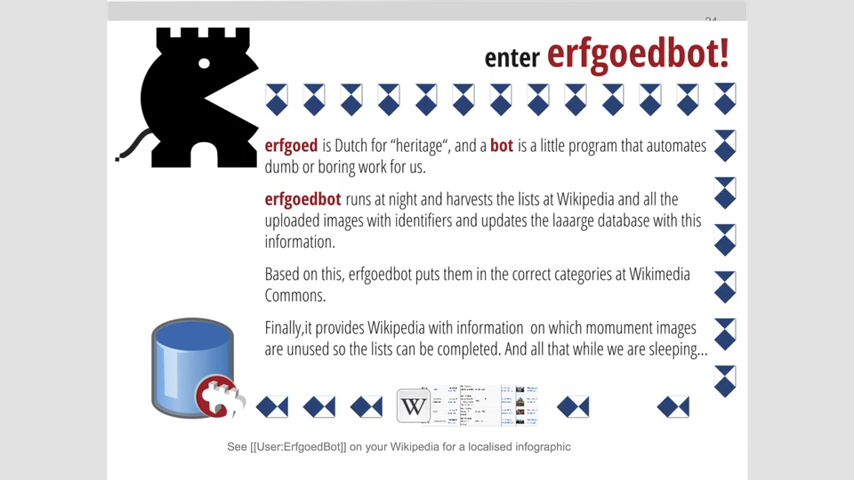 enter erfgoedbot!
erfgoed is Dutch for “heritage“, and a bot is a little program that automates
dumb or boring work for us.
erfgoedbot runs at night and harvests the lists at Wikipedia and all the
uploaded images with identifiers and updates the laaarge database with this
information.
Based on this, erfgoedbot puts them in the correct categories at Wikimedia
Commons.
Finally,it provides Wikipedia with information on which momument images
are unused so the lists can be completed. And all that while we are sleeping...
W
See [[User:ErfgoedBot]] on your Wikipedia for a localised infographic